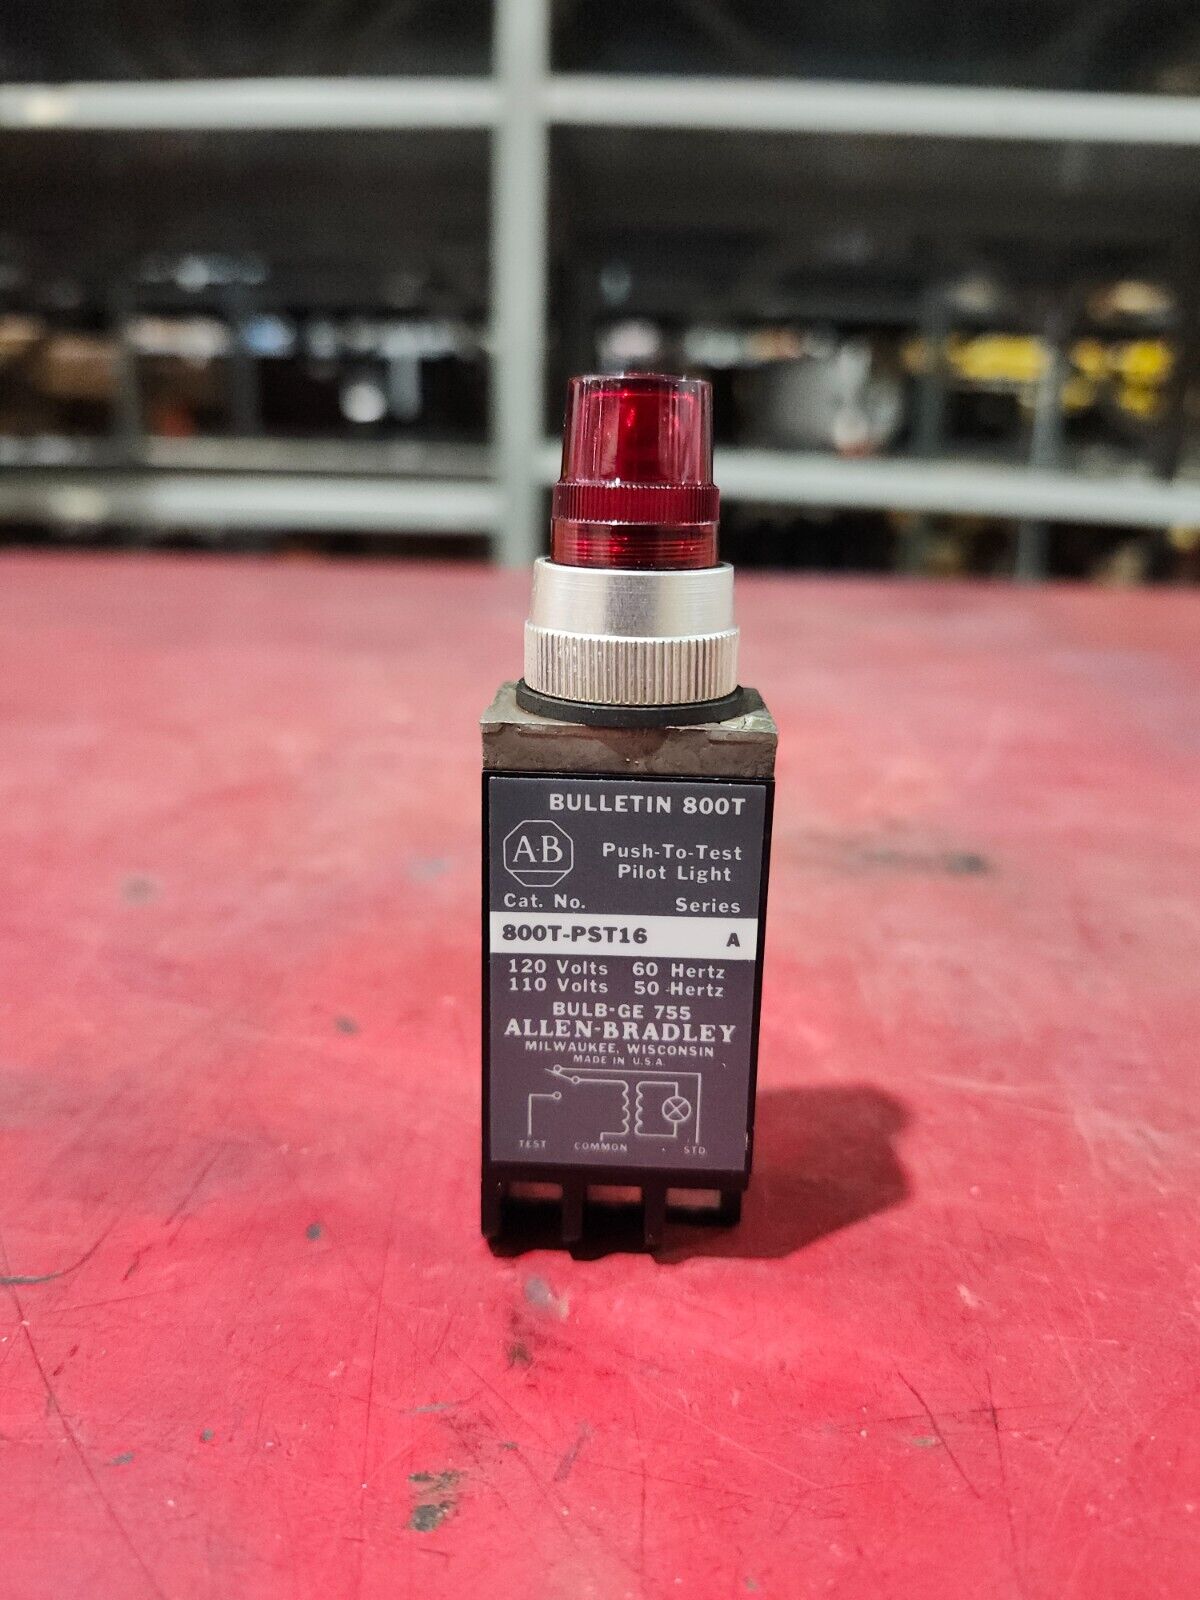 BULLETIN 800T
A-B
Push-To-Test
Pilot Light
Cat. No. Series
800T-PST16 A
120 Volts 60 Hertz
110 Volts 50 Hertz
BULB-GE 755
ALLEN-BRADLEY
MILWAUKEE, WISCONSIN
MADE IN U.S.A.
TEST COMMON STD.